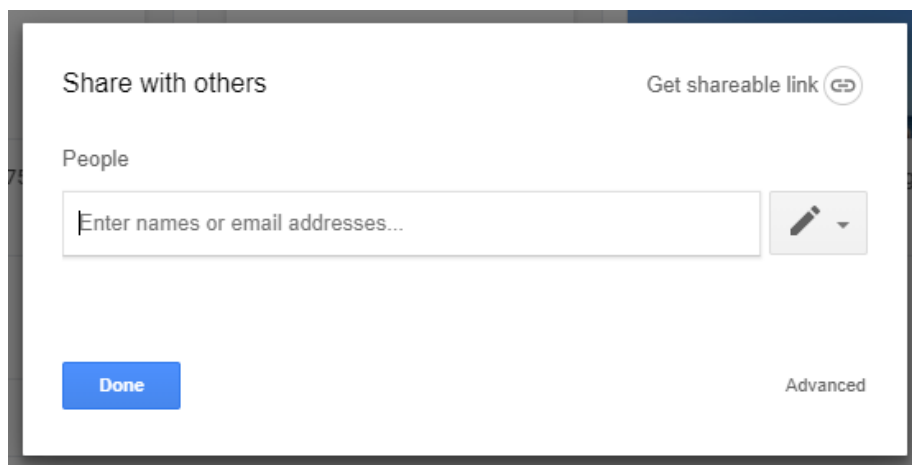 Share with others
Get shareable link
People
Enter names or email addresses...
Done
Advanced